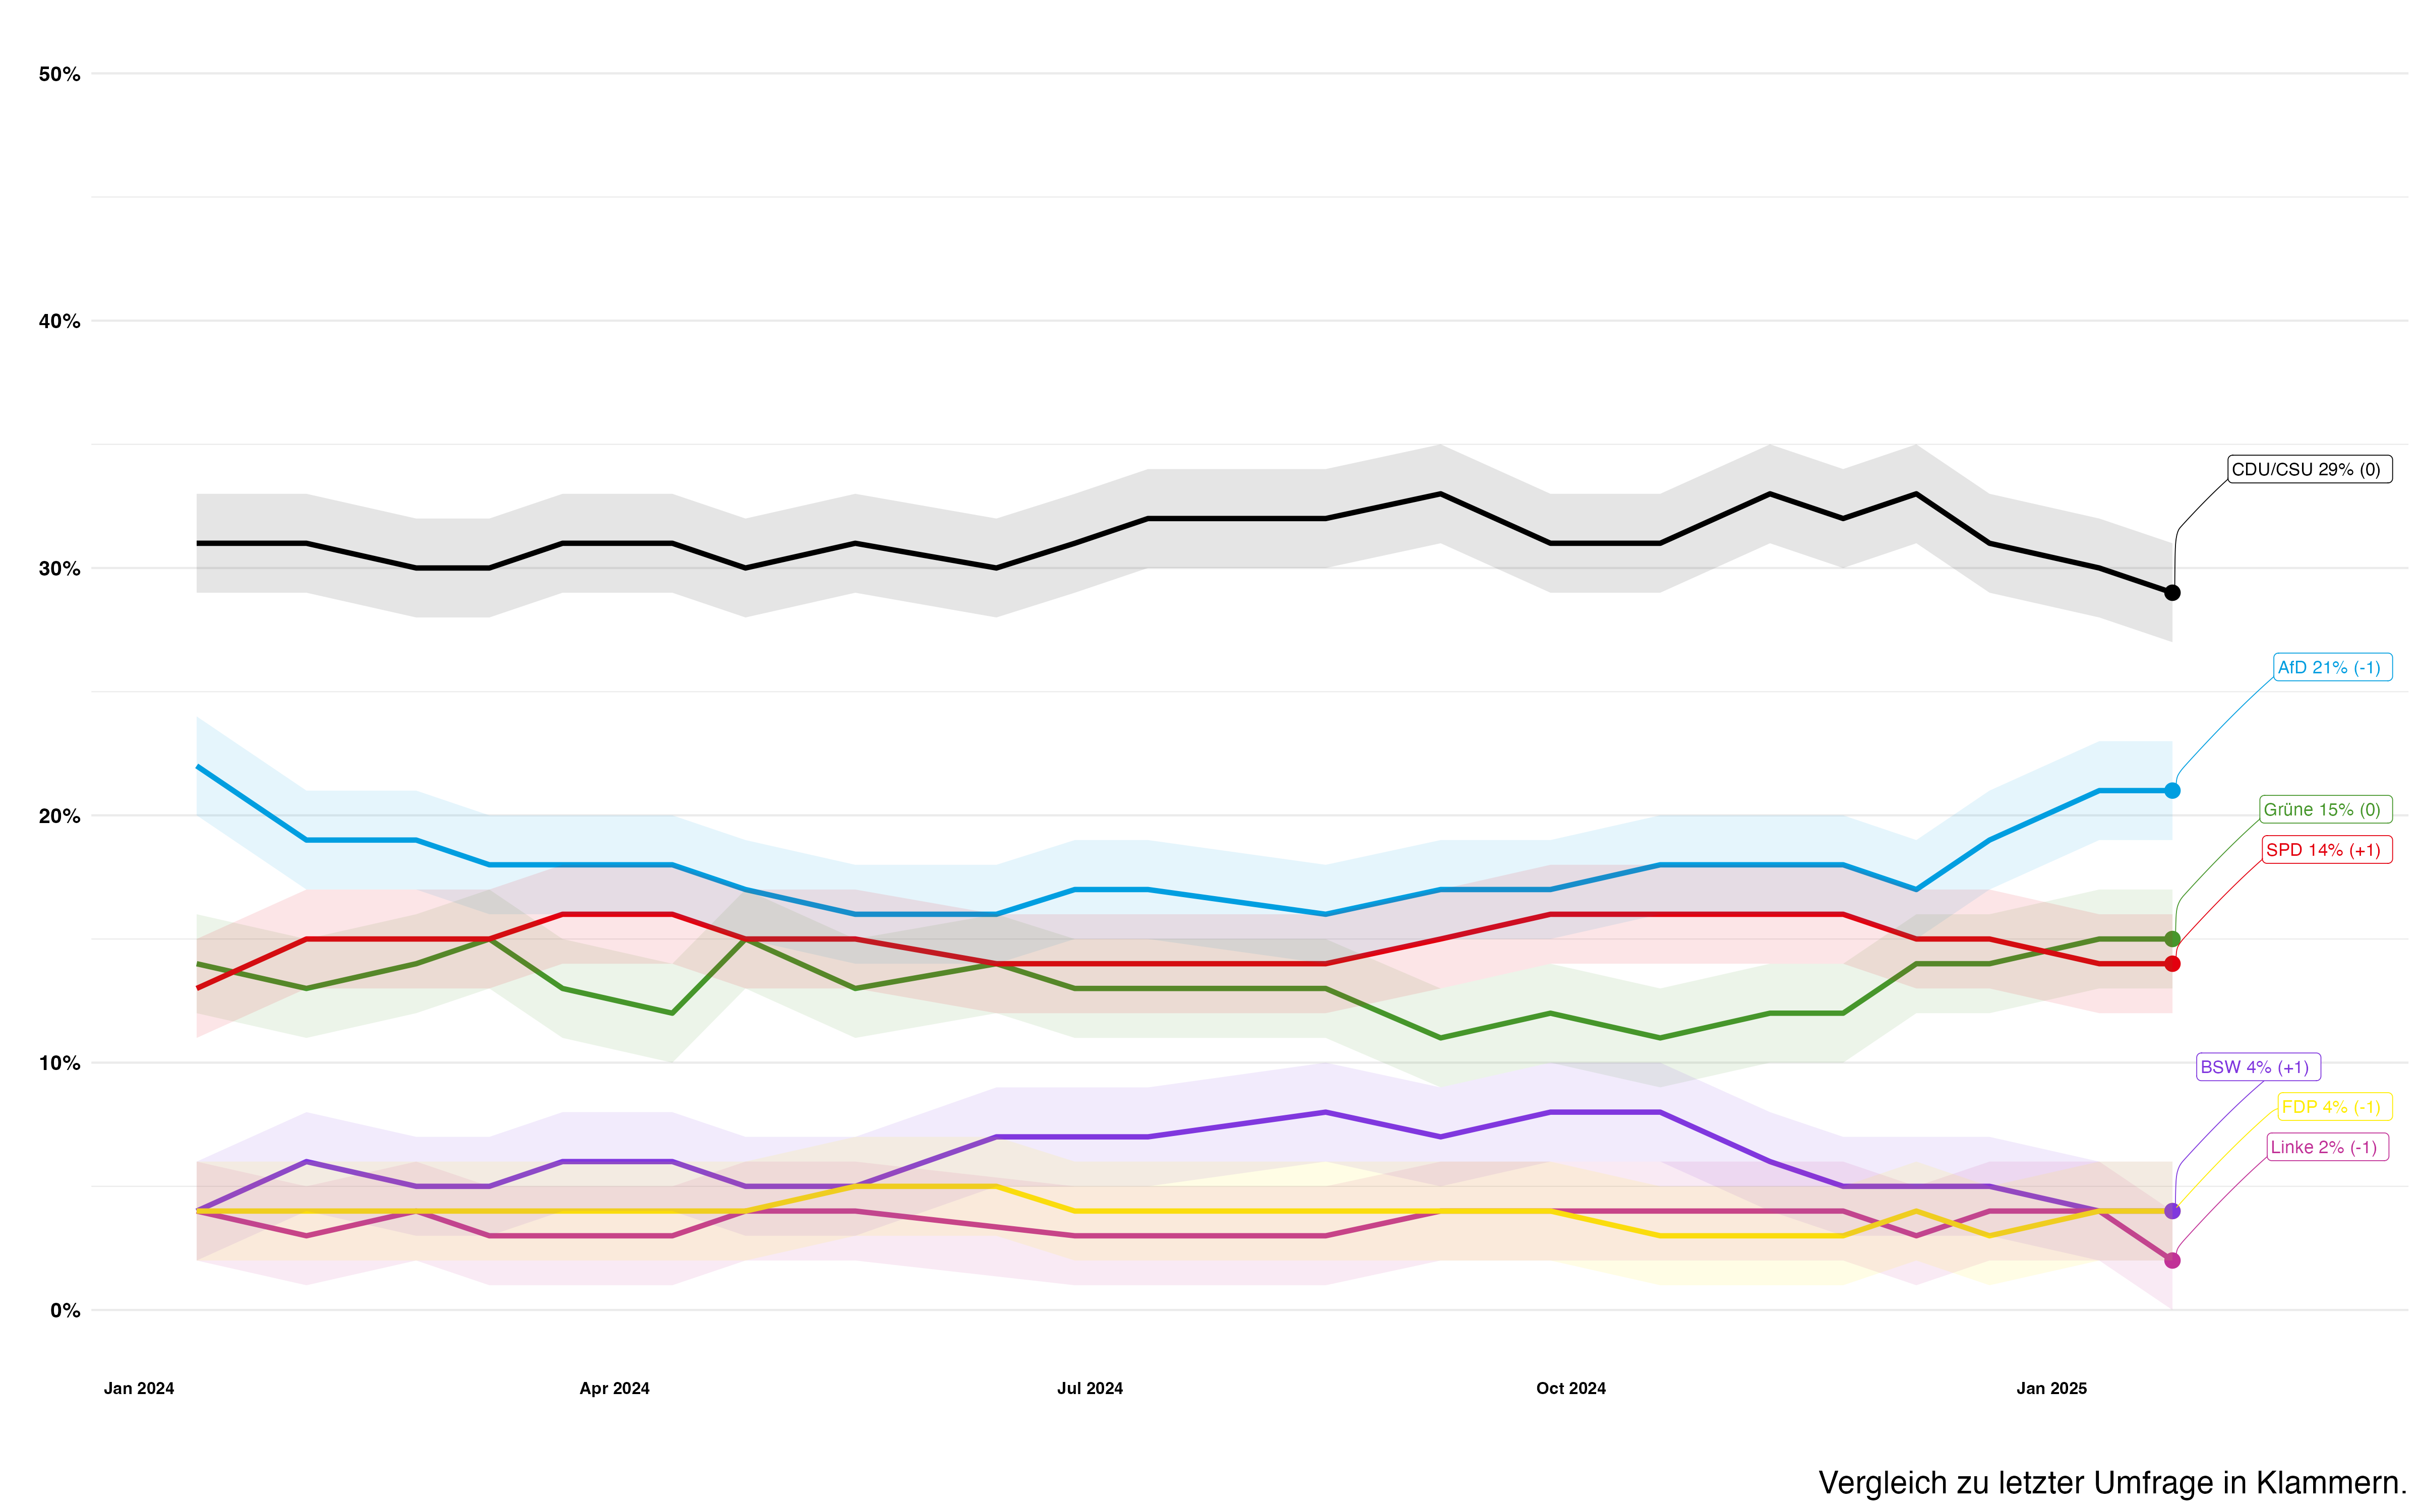 50%
40%
30%
20%
10%
0%
CDU/CSU 29% (0)
AfD 21% (-1)
Grüne 15% (0)
SPD 14% (+1)
BSW 4% (+1)
FDP 4% (-1)
Linke 2% (-1)
Jan 2024 Apr 2024 Jul 2024 Oct 2024 Jan 2025
Vergleich zu letzter Umfrage in Klammern.